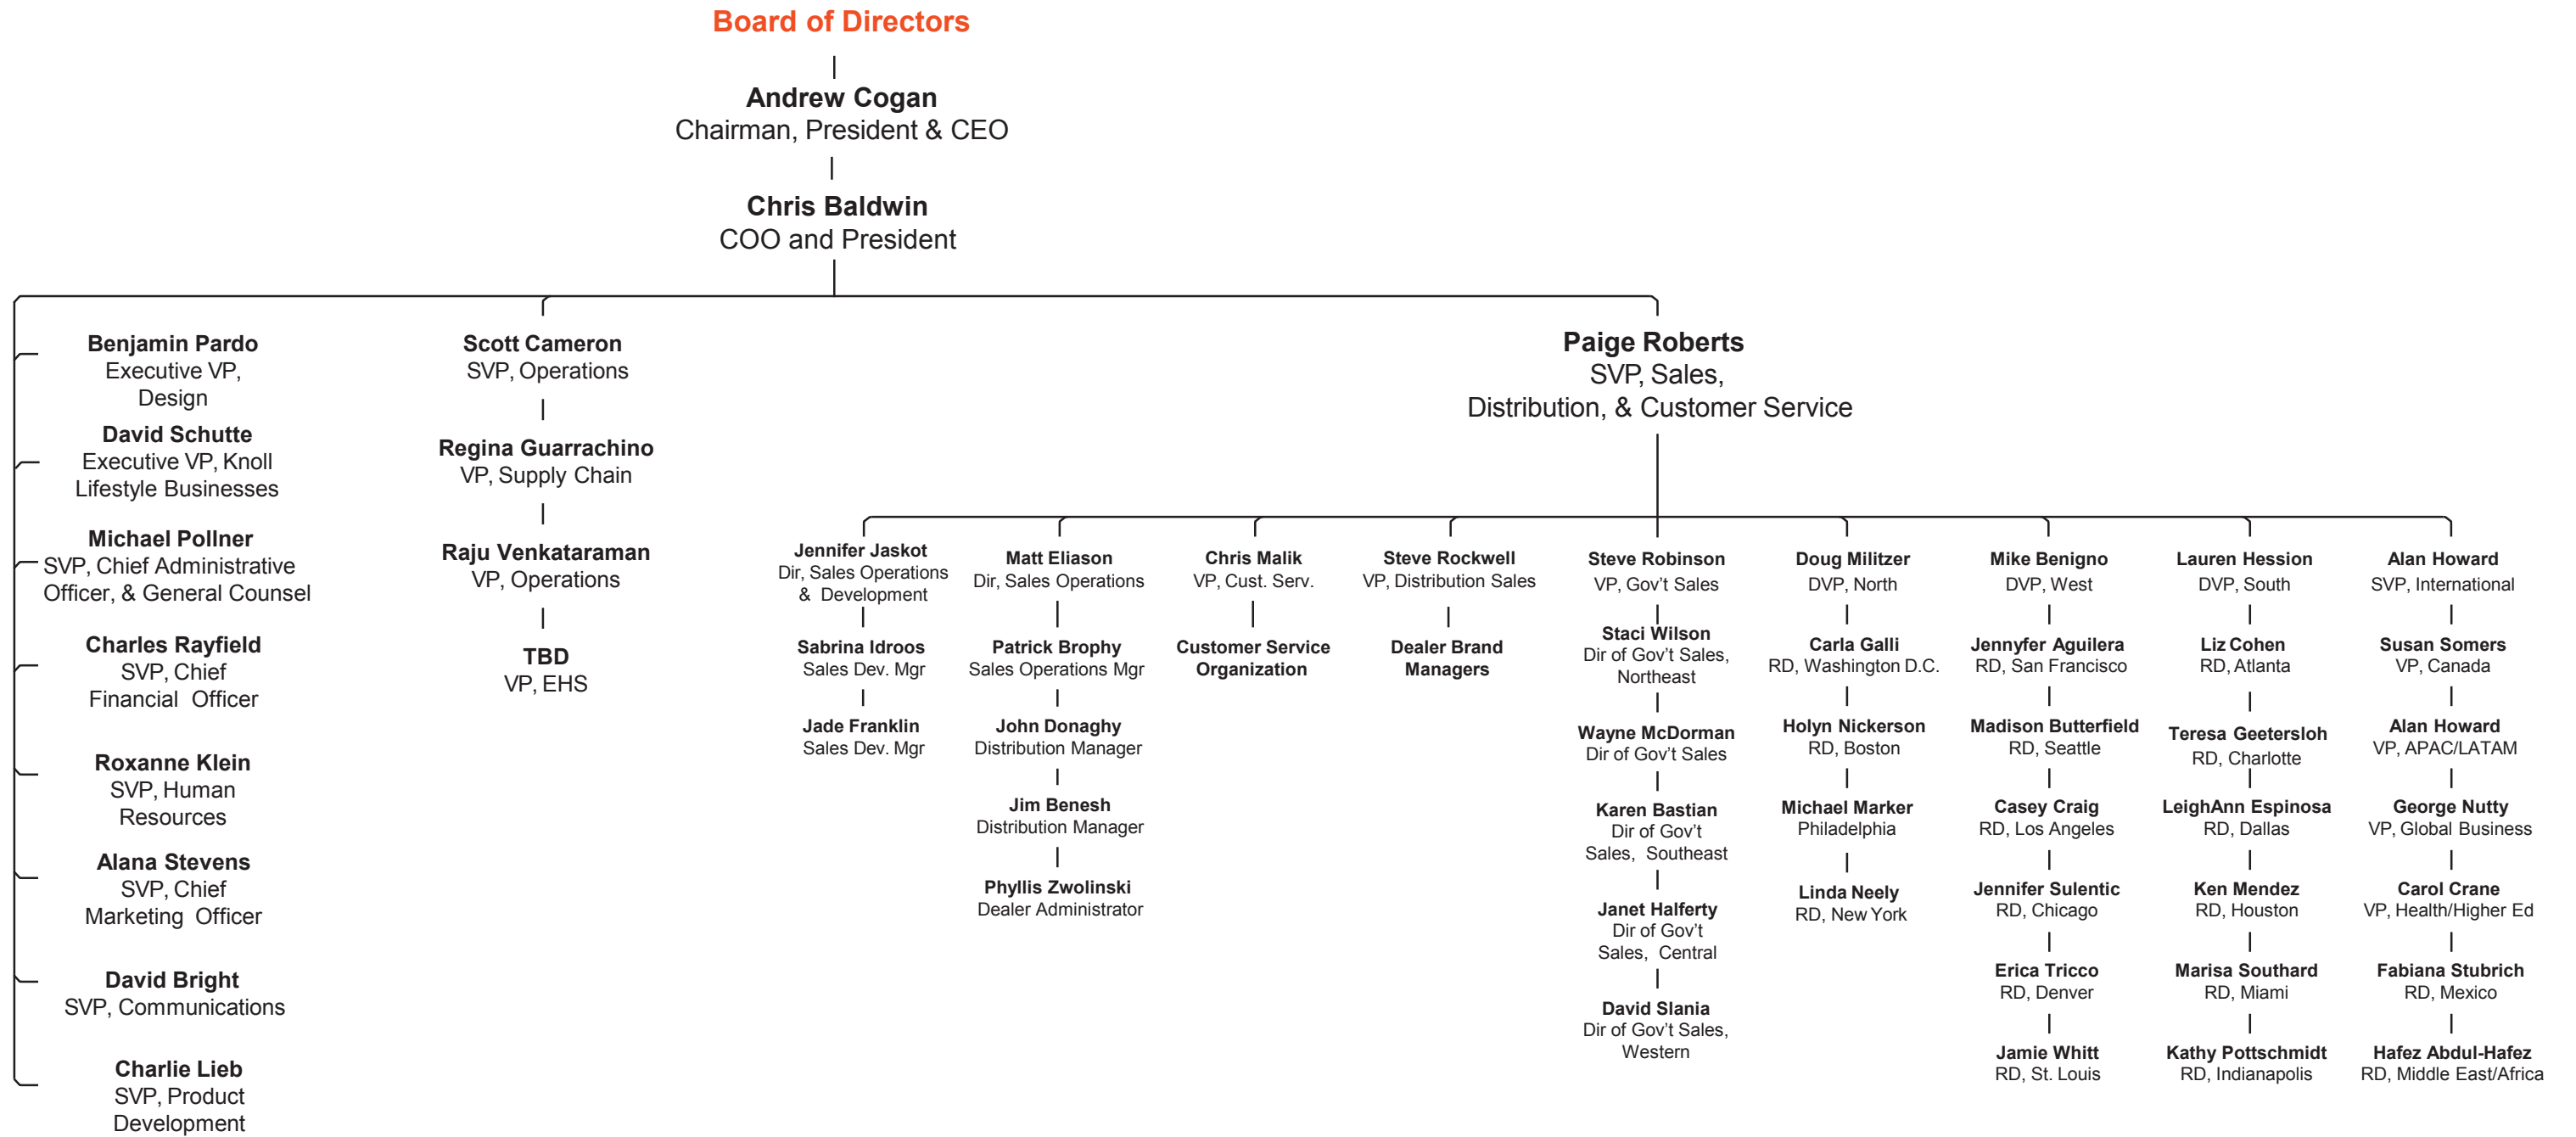 Board of Directors
Andrew Cogan
Chairman, President & CEO
Chris Baldwin
COO and President
Benjamin Pardo
Executive VP,
Design
David Schutte
Executive VP, Knoll
Lifestyle Businesses
Michael Pollner
SVP, Chief Administrative
Officer, & General Counsel
Charles Rayfield
SVP, Chief
Financial Officer
Roxanne Klein
SVP, Human
Resources
Alana Stevens
SVP, Chief
Marketing Officer
David Bright
SVP, Communications
Charlie Lieb
SVP, Product
Development
Scott Cameron
SVP, Operations
Regina Guarrachino
VP, Supply Chain
Raju Venkataraman
VP, Operations
TBD
VP, EHS
Paige Roberts
SVP, Sales,
Distribution, & Customer Service
Jennifer Jaskot
Dir, Sales Operations
& Development
Sabrina Idroos
Sales Dev. Mgr
Jade Franklin
Sales Dev. Mgr
Matt Eliason
Dir, Sales Operations
Patrick Brophy
Sales Operations Mgr
John Donaghy
Distribution Manager
Jim Benesh
Distribution Manager
Phyllis Zwolinski
Dealer Administrator
Chris Malik
VP, Cust. Serv.
Customer Service
Organization
Steve Rockwell
VP, Distribution Sales
Dealer Brand
Managers
Steve Robinson
VP, Gov't Sales
Staci Wilson
Dir of Gov't Sales,
Northeast
Wayne McDorman
Dir of Gov't Sales
Karen Bastian
Dir of Gov't
Sales, Southeast
Janet Halferty
Dir of Gov't
Sales, Central
David Slania
Dir of Gov't Sales,
Western
Doug Militzer
DVP, North
Carla Galli
RD, Washington D.C.
Holyn Nickerson
RD, Boston
Michael Marker
Philadelphia
Linda Neely
RD, New York
Mike Benigno
DVP, West
Jennyfer Aguilera
RD, San Francisco
Madison Butterfield
RD, Seattle
Casey Craig
RD, Los Angeles
Jennifer Sulentic
RD, Chicago
Erica Tricco
RD, Denver
Jamie Whitt
RD, St. Louis
Lauren Hession
DVP, South
Liz Cohen
RD, Atlanta
Teresa Geetersloh
RD, Charlotte
LeighAnn Espinosa
RD, Dallas
Ken Mendez
RD, Houston
Marisa Southard
RD, Miami
Kathy Pottschmidt
RD, Indianapolis
Alan Howard
SVP, International
Susan Somers
VP, Canada
Alan Howard
VP, APAC/LATAM
George Nutty
VP, Global Business
Carol Crane
VP, Health/Higher Ed
Fabiana Stubrich
RD, Mexico
Hafez Abdul-Hafez
RD, Middle East/Africa